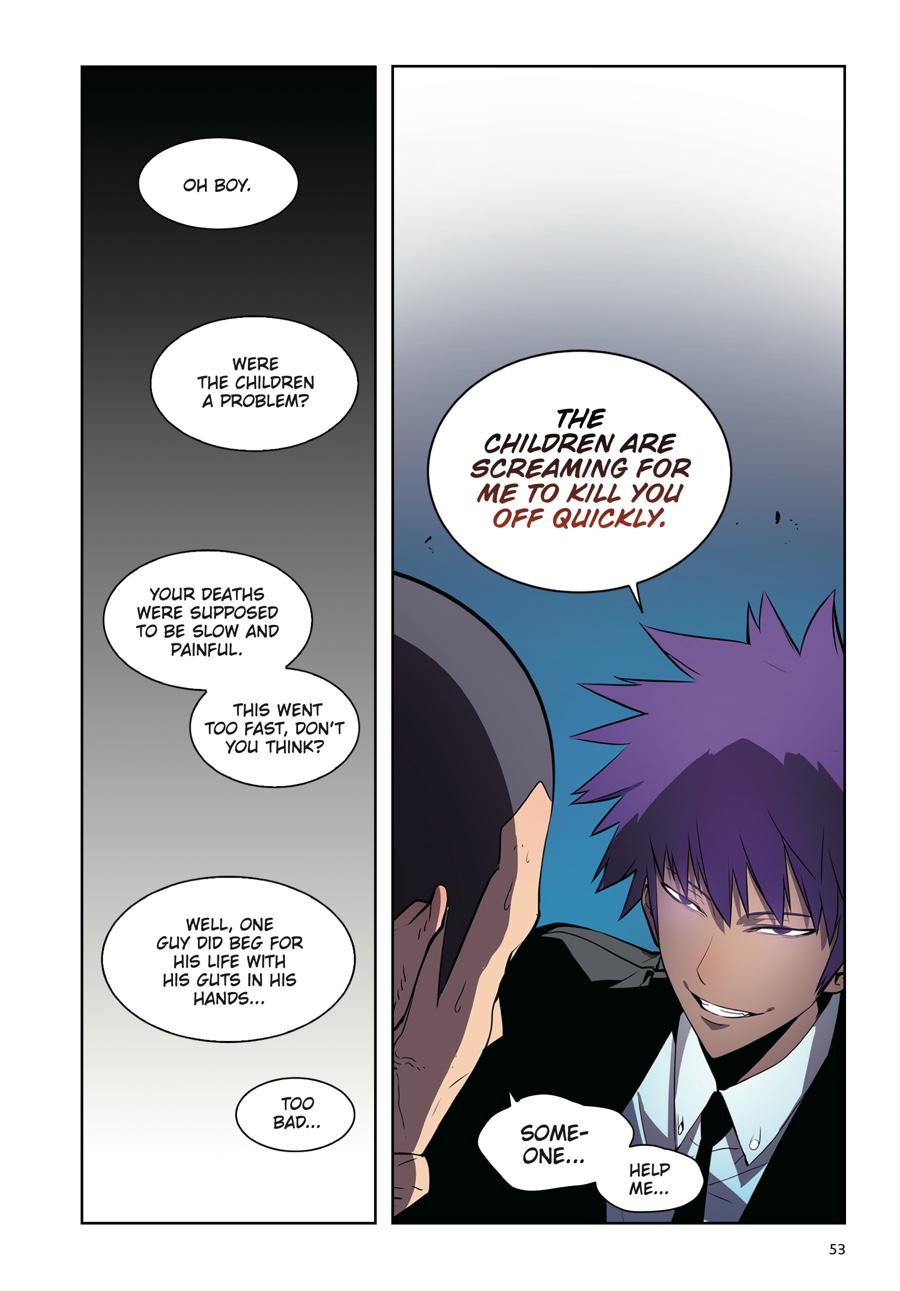 OH BOY.
WERE
THE CHILDREN
A PROBLEM?
YOUR DEATHS
WERE SUPPOSED
TO BE SLOW AND
PAINFUL.
THIS WENT
TOO FAST, DON'T
YOU THINK?
WELL, ONE
GUY DID BEG FOR
HIS LIFE WITH
HIS GUTS IN HIS
HANDS...
TOO
BAD...
THE
CHILDREN ARE
SCREAMING FOR
ME TO KILL YOU
OFF QUICKLY.
SOME-
ONE...
HELP
ME...
53